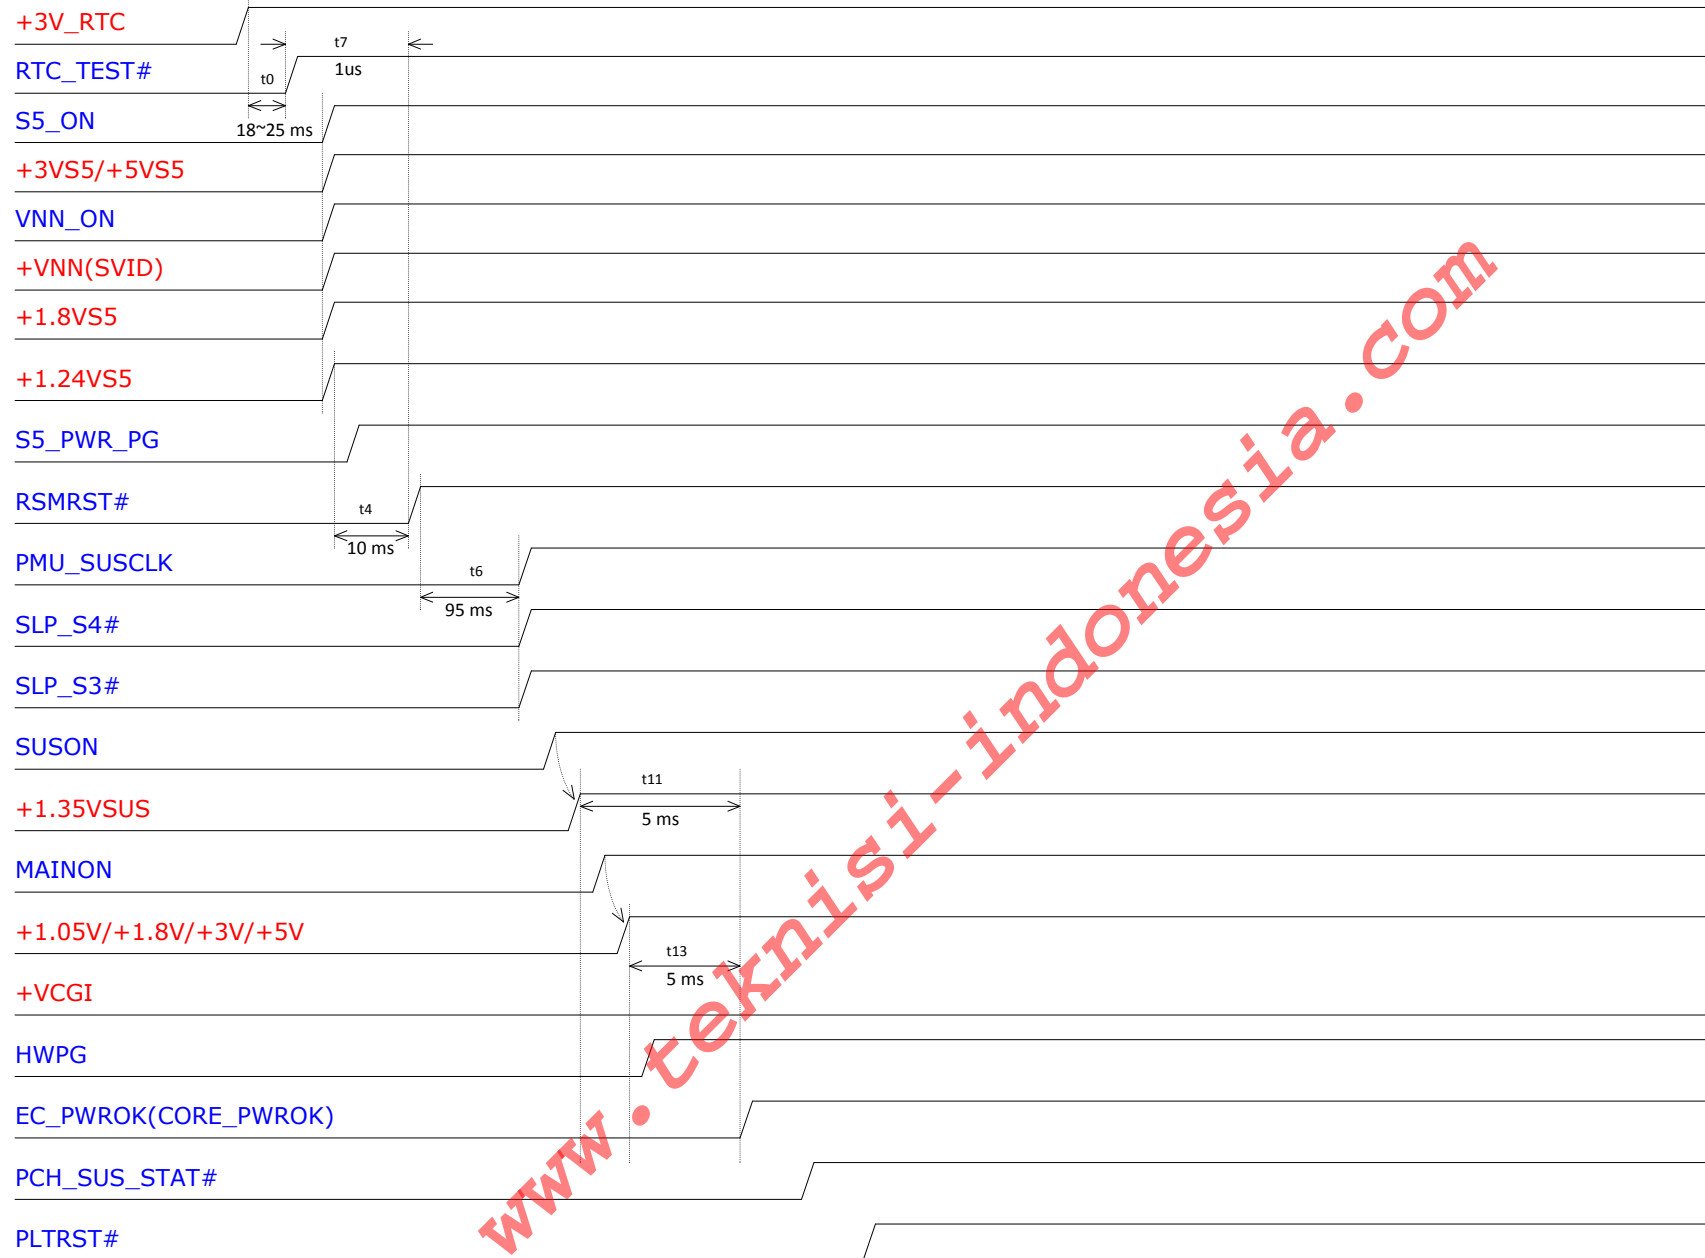 +3V_RTC
t7
RTC_TEST#
1us
t0
S5_ON
18~25 ms
+3VS5/+5VS5
VNN_ON
+VNN(SVID)
+1.8VS5
+1.24VS5
S5_PWR_PG
RSMRST#
t4
10 ms
PMU_SUSCLK
t6
95 ms
SLP_S4#
SLP_S3#
SUSON
t11
+1.35VSUS
5 ms
MAINON
+1.05V/+1.8V/+3V/+5V
t13
5 ms
+VCGI
HWPG
EC_PWROK(CORE_PWROK)
PCH_SUS_STAT#
PLTRST#
www.teknisi-indonesia.com